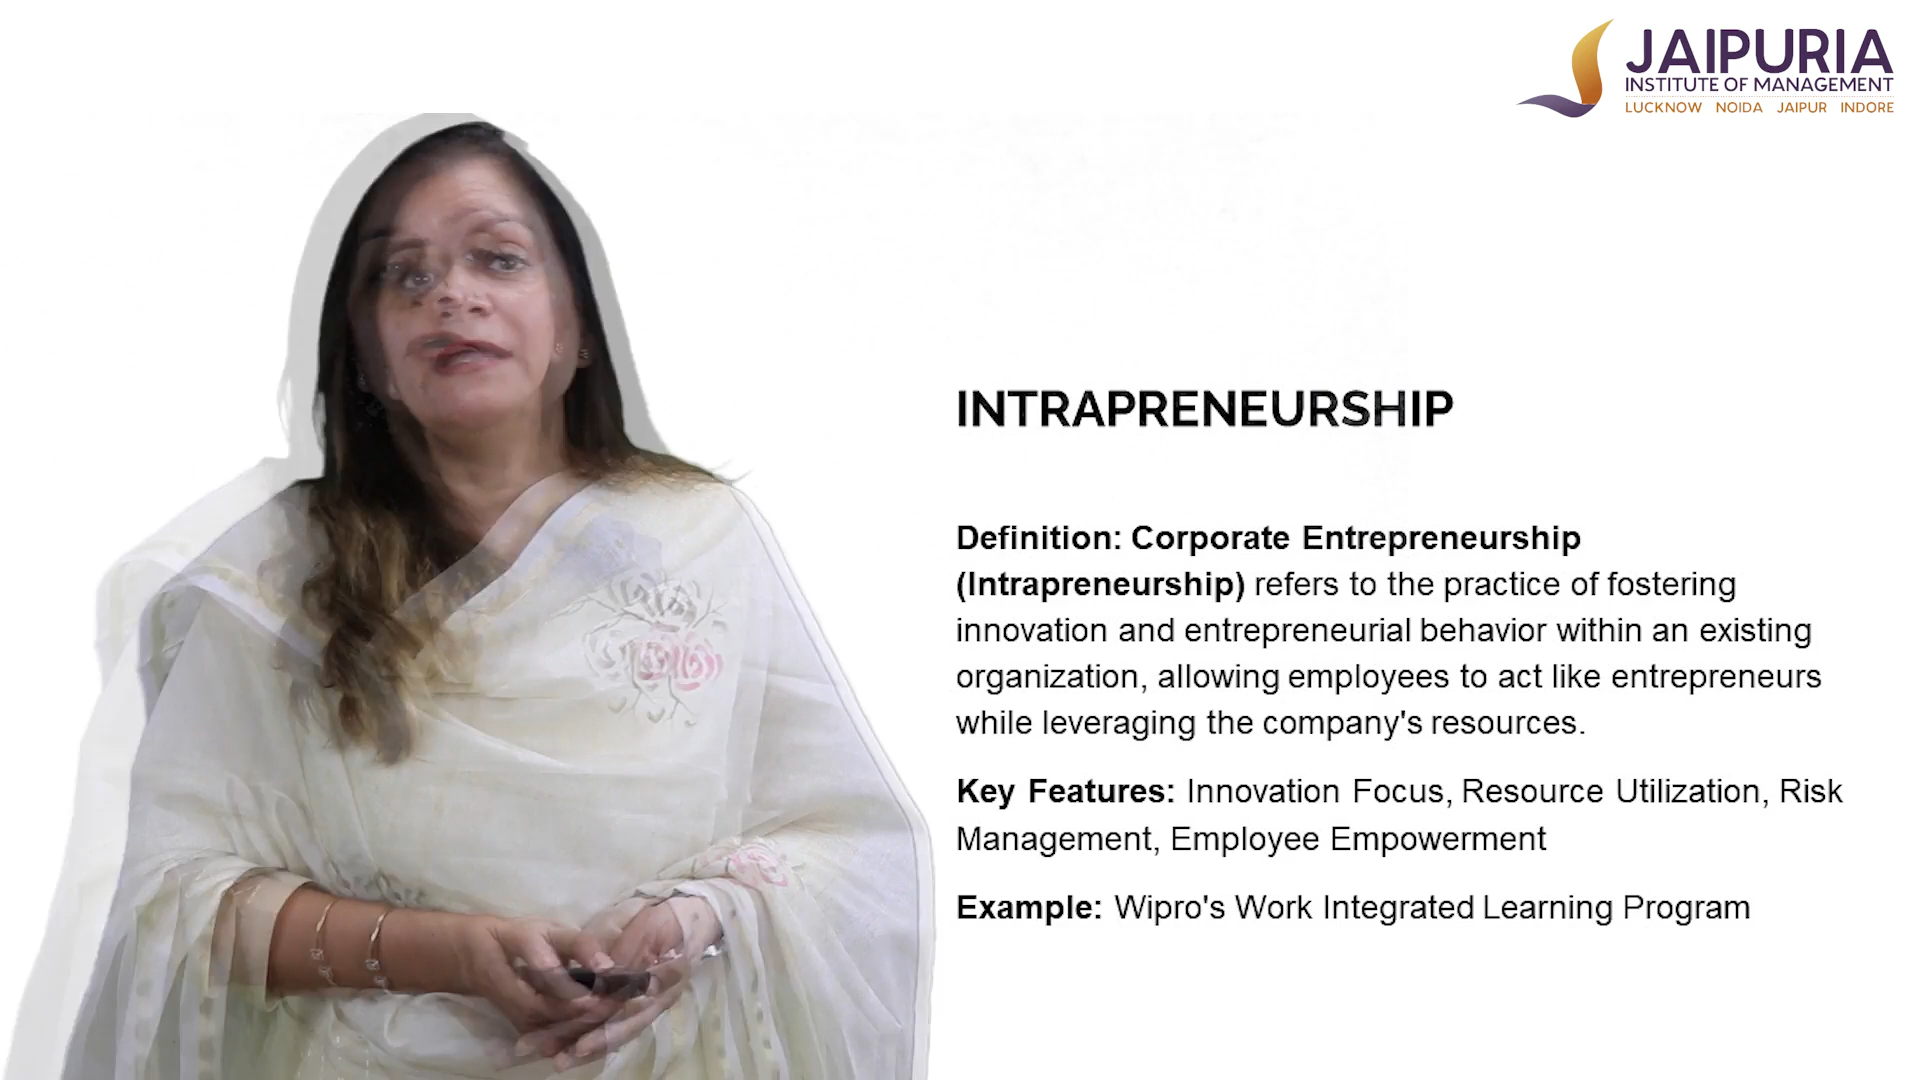 JAIPURIA
INSTITUTE OF MANAGEMENT
LUCKNOW NOIDA JAIPUR INDORE
INTRAPRENEURSHIP
Definition: Corporate Entrepreneurship
(Intrapreneurship) refers to the practice of fostering
innovation and entrepreneurial behavior within an existing
organization, allowing employees to act like entrepreneurs
while leveraging the company's resources.
Key Features: Innovation Focus, Resource Utilization, Risk
Management, Employee Empowerment
Example: Wipro's Work Integrated Learning Program